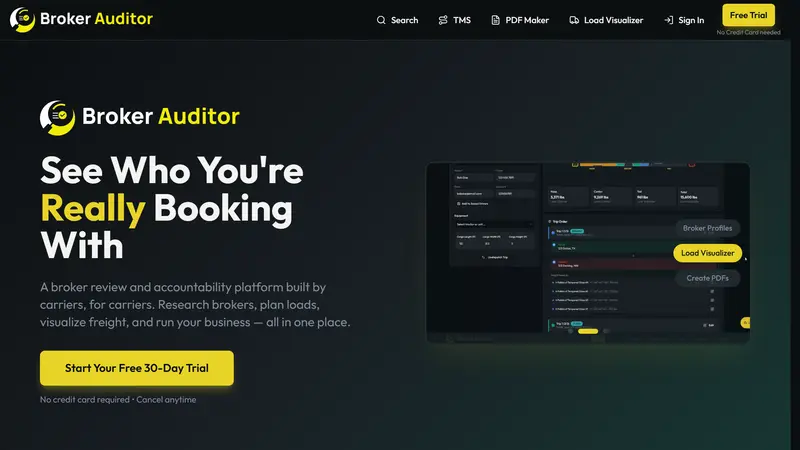 Broker Auditor
Search
TMS
PDF Maker
Load Visualizer
Sign In
Free Trial
No Credit Card needed
Broker Auditor
See Who You're
Really Booking
With
A broker review and accountability platform built by
carriers, for carriers. Research brokers, plan loads,
visualize freight, and run your business — all in one place.
Start Your Free 30-Day Trial
No credit card required • Cancel anytime
Broker Profiles
Load Visualizer
Create PDFs
Trip Order
Equipment